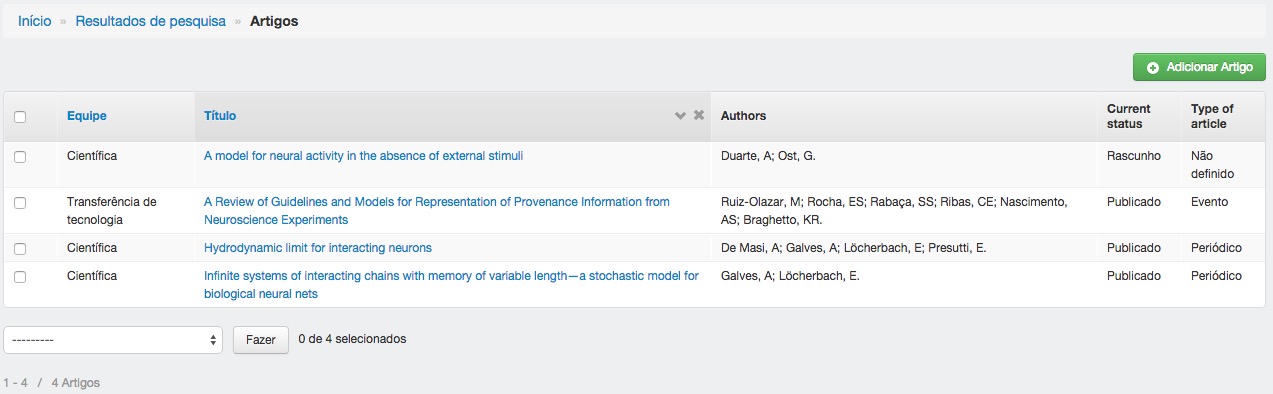 Início » Resultados de pesquisa » Artigos
Adicionar Artigo
Equipe Título Authors Current status Type of article
Científica A model for neural activity in the absence of external stimuli Duarte, A; Ost, G. Rascunho Não definido
Transferência de tecnologia A Review of Guidelines and Models for Representation of Provenance Information from Neuroscience Experiments Ruiz-Olazar, M; Rocha, ES; Rabaça, SS; Ribas, CE; Nascimento, AS; Braghetto, KR. Publicado Evento
Científica Hydrodynamic limit for interacting neurons De Masi, A; Galves, A; Löcherbach, E; Presutti, E. Publicado Periódico
Científica Infinite systems of interacting chains with memory of variable length—a stochastic model for biological neural nets Galves, A; Löcherbach, E. Publicado Periódico
--------- Fazer 0 de 4 selecionados
1 - 4 / 4 Artigos